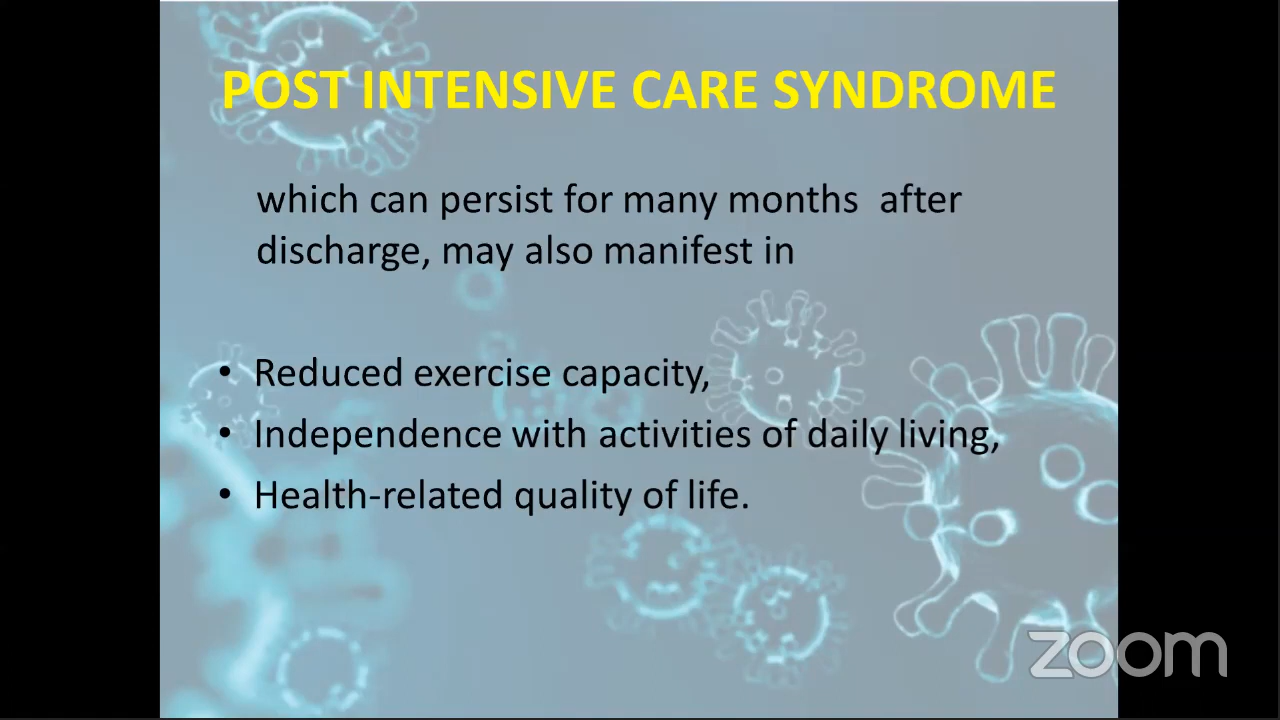 POST INTENSIVE CARE SYNDROME
which can persist for many months after
discharge, may also manifest in
• Reduced exercise capacity,
• Independence with activities of daily living,
• Health-related quality of life.
zoom